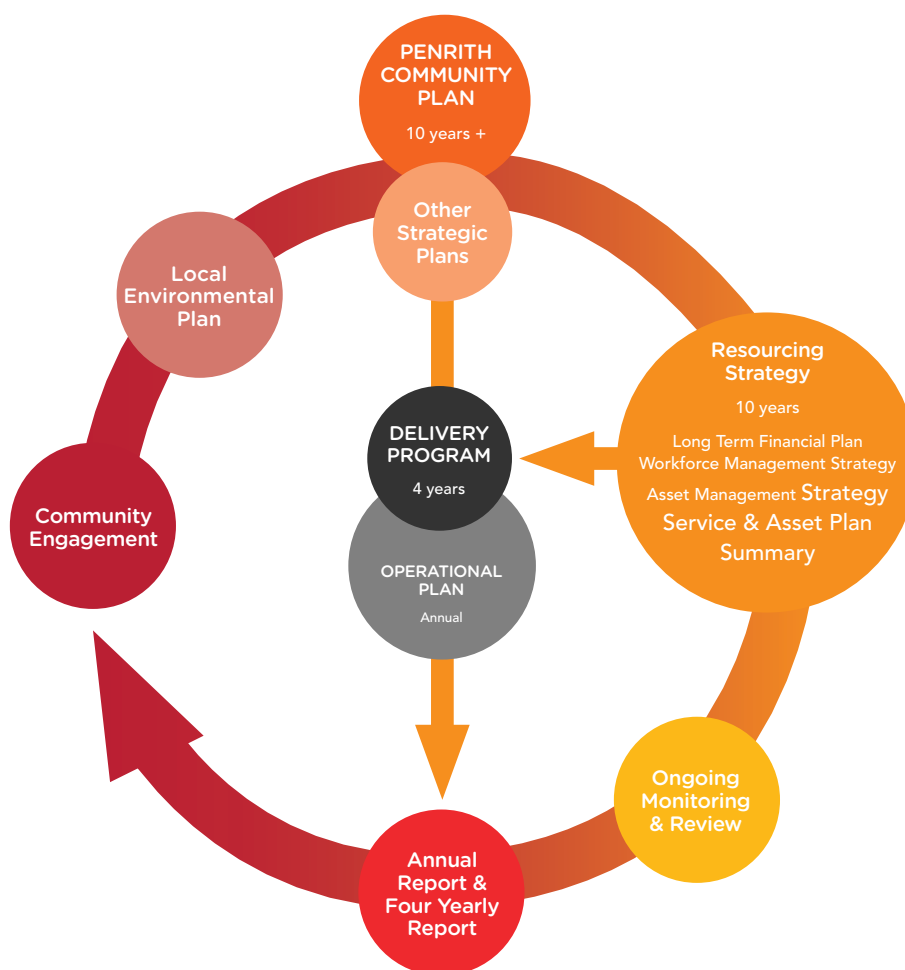 PENRITH
COMMUNITY
PLAN
10 years +
Other
Strategic
Plans
Local
Environmental
Plan
Resourcing
Strategy
10 years
Long Term Financial Plan
Workforce Management Strategy
Asset Management Strategy
Service & Asset Plan
Summary
DELIVERY
PROGRAM
4 years
Community
Engagement
OPERATIONAL
PLAN
Annual
Ongoing
Monitoring
& Review
Annual
Report &
Four Yearly
Report